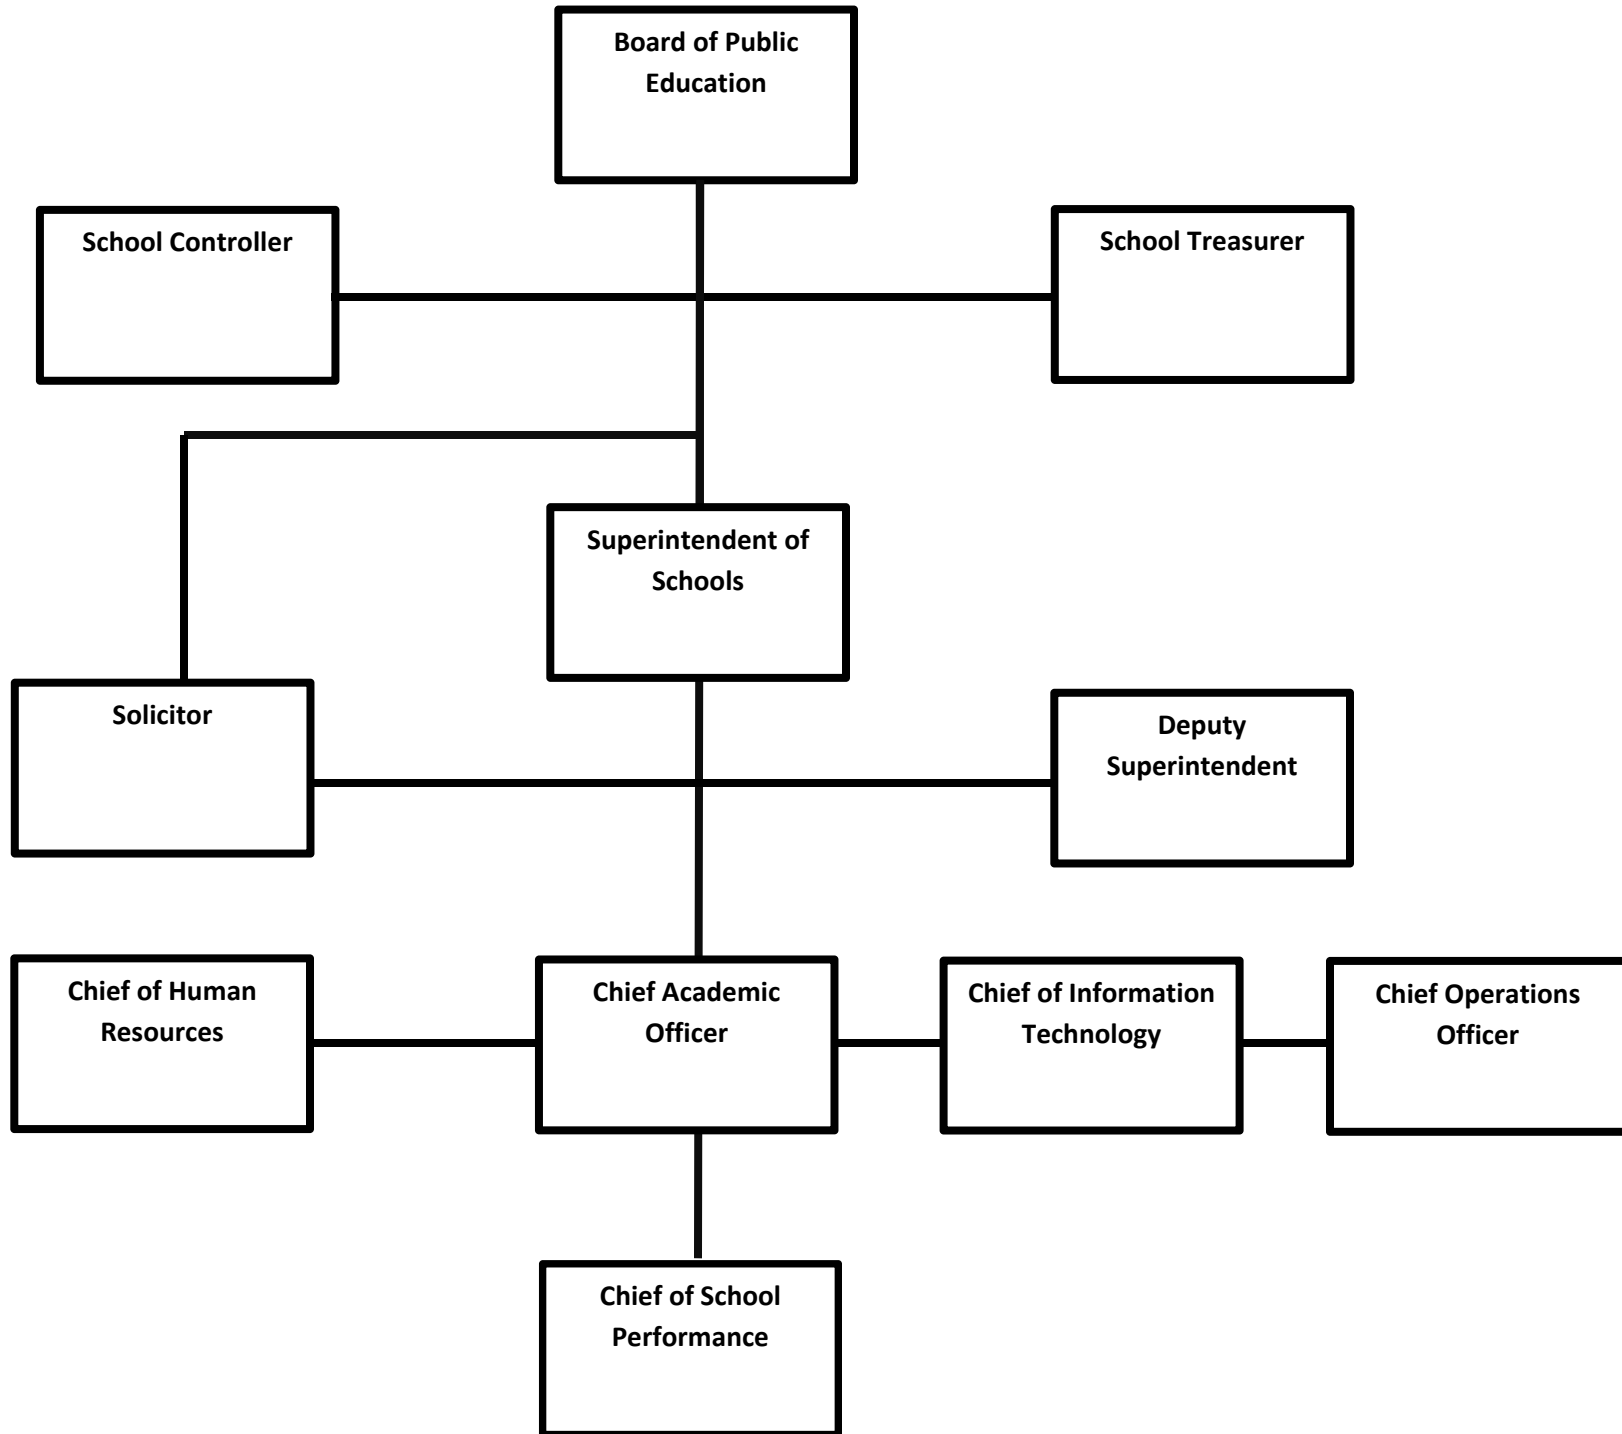 Board of Public
Education
School Controller
School Treasurer
Superintendent of
Schools
Solicitor
Deputy
Superintendent
Chief of Human
Resources
Chief Academic
Officer
Chief of Information
Technology
Chief Operations
Officer
Chief of School
Performance